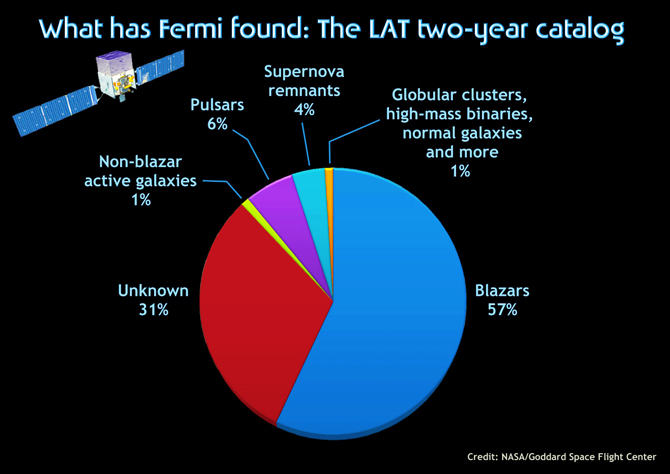 What has Fermi found: The LAT two-year catalog
Supernova
remnants
4%
Globular clusters,
high-mass binaries,
normal galaxies
and more
1%
Pulsars
6%
Non-blazar
active galaxies
1%
Unknown
31%
Blazars
57%
Credit: NASA/Goddard Space Flight Center